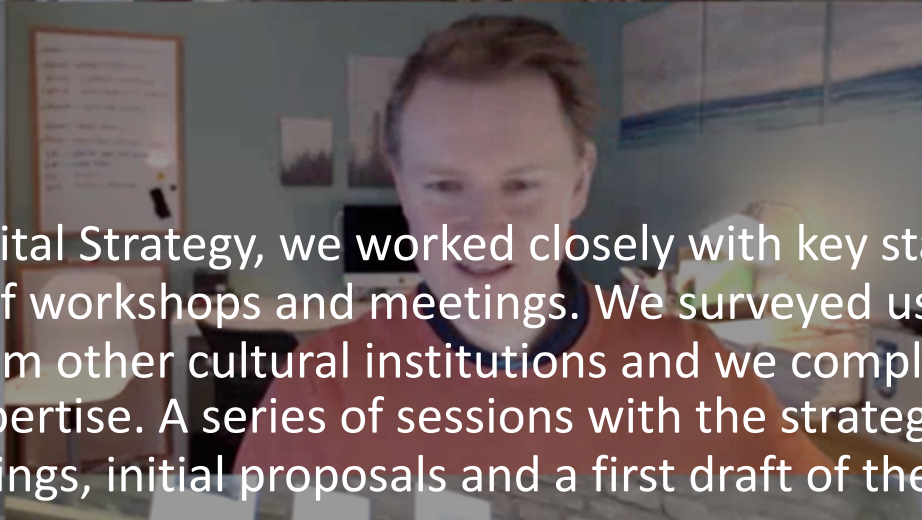 ital Strategy, we worked closely with key st
f workshops and meetings. We surveyed us
m other cultural institutions and we compl
pertise. A series of sessions with the strateg
ings, initial proposals and a first draft of the